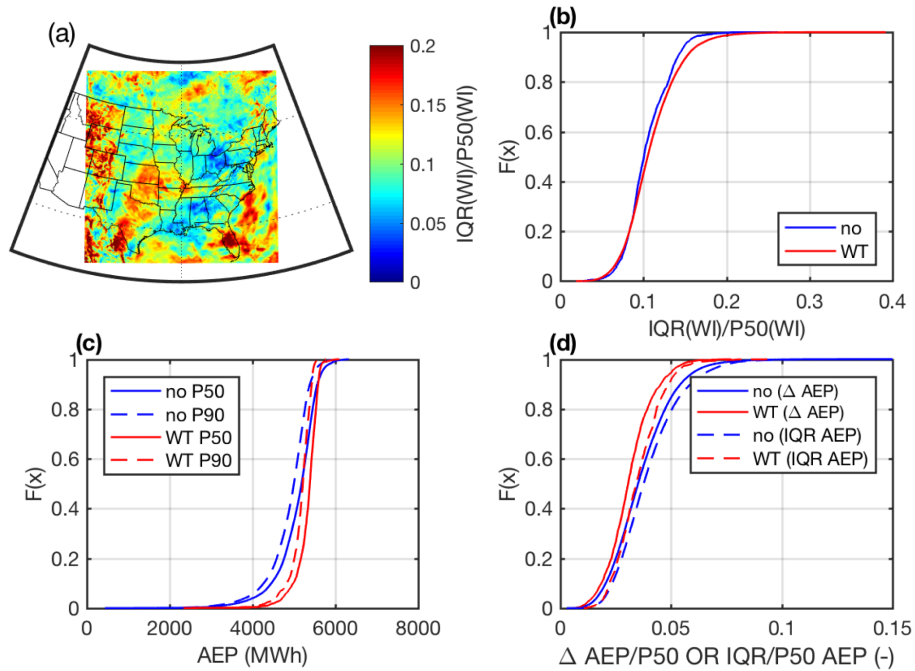 (a)
0.2
0.15
0.1
0.05
0
IQR(WI)/P50(WI)
(b)
1
0.8
0.6
0.4
0.2
0
F(x)
no
WT
0
0.1
0.2
0.3
0.4
IQR(WI)/P50(WI)
(c)
1
0.8
0.6
0.4
0.2
0
F(x)
no P50
no P90
WT P50
WT P90
0
2000
4000
6000
8000
AEP (MWh)
(d)
1
0.8
0.6
0.4
0.2
0
F(x)
no (Δ AEP)
WT (Δ AEP)
no (IQR AEP)
WT (IQR AEP)
0
0.05
0.1
0.15
Δ AEP/P50 OR IQR/P50 AEP (-)